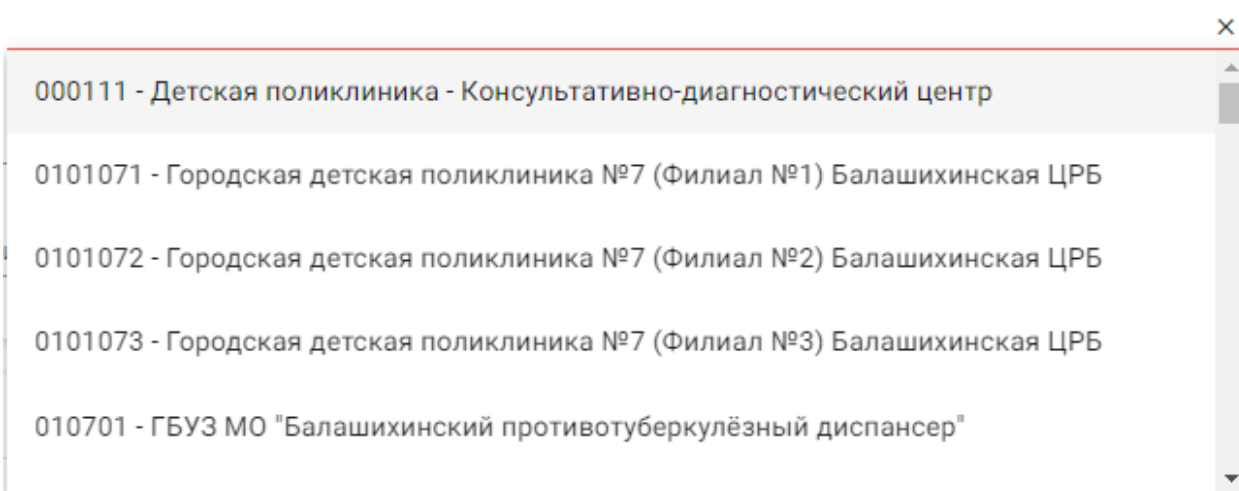 000111 - Детская поликлиника - Консультативно-диагностический центр
0101071 - Городская детская поликлиника №7 (Филиал №1) Балашихинская ЦРБ
0101072 - Городская детская поликлиника №7 (Филиал №2) Балашихинская ЦРБ
0101073 - Городская детская поликлиника №7 (Филиал №3) Балашихинская ЦРБ
010701 - ГБУЗ МО "Балашихинский противотуберкулёзный диспансер"